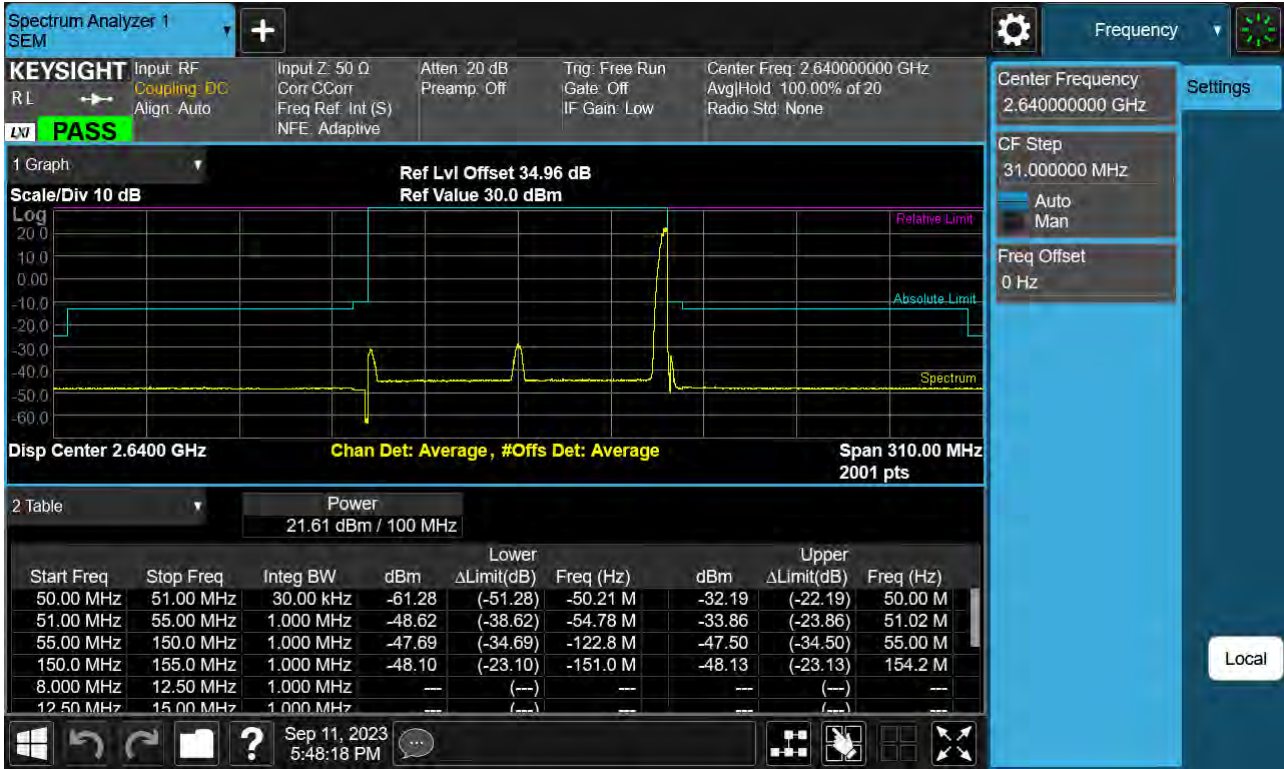 Spectrum Analyzer 1
SEM
Frequency
KEYSIGHT
RL
LXI
PASS
Input: RF
Coupling: DC
Align: Auto
Input Z: 50 Ω
Corr CCorr
Freq Ref: Int (S)
NFE: Adaptive
Atten: 20 dB
Preamp: Off
Trig: Free Run
Gate: Off
IF Gain: Low
Center Freq: 2.640000000 GHz
Avg|Hold: 100.00% of 20
Radio Std: None
Center Frequency
2.640000000 GHz
Settings
CF Step
31.000000 MHz
Auto
Man
Freq Offset
0 Hz
Local
1 Graph
Scale/Div 10 dB
Ref Lvl Offset 34.96 dB
Ref Value 30.0 dBm
Log
20.0
10.0
0.00
-10.0
-20.0
-30.0
-40.0
-50.0
-60.0
Relative Limit
Absolute Limit
Spectrum
Disp Center 2.6400 GHz
Chan Det: Average , #Offs Det: Average
Span 310.00 MHz
2001 pts
2 Table
Power
21.61 dBm / 100 MHz
Lower Upper
Start Freq Stop Freq Integ BW dBm ΔLimit(dB) Freq (Hz) dBm ΔLimit(dB) Freq (Hz)
50.00 MHz 51.00 MHz 30.00 kHz -61.28 (-51.28) -50.21 M -32.19 (-22.19) 50.00 M
51.00 MHz 55.00 MHz 1.000 MHz -48.62 (-38.62) -54.78 M -33.86 (-23.86) 51.02 M
55.00 MHz 150.0 MHz 1.000 MHz -47.69 (-34.69) -122.8 M -47.50 (-34.50) 55.00 M
150.0 MHz 155.0 MHz 1.000 MHz -48.10 (-23.10) -151.0 M -48.13 (-23.13) 154.2 M
8.000 MHz 12.50 MHz 1.000 MHz --- (---) --- --- (---) ---
12.50 MHz 15.00 MHz 1.000 MHz --- (---) --- --- (---) ---
Sep 11, 2023
5:48:18 PM